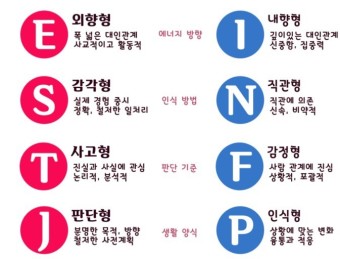 E
외향형
폭 넓은 대인관계
사교적이고 활동적
에너지 방향
I
내향형
깊이있는 대인관계
신중함, 집중력
S
감각형
실제 경험 중시
정확, 철저한 일처리
인식 방법
N
직관형
직관에 의존
신속, 비약적
T
사고형
진실과 사실에 관심
논리적, 분석적
판단 기준
F
감정형
사람 관계에 관심
상황적, 포괄적
J
판단형
분명한 목적, 방향
철저한 사전계획
생활 양식
P
인식형
상황에 맞는 변화
융통과 적응